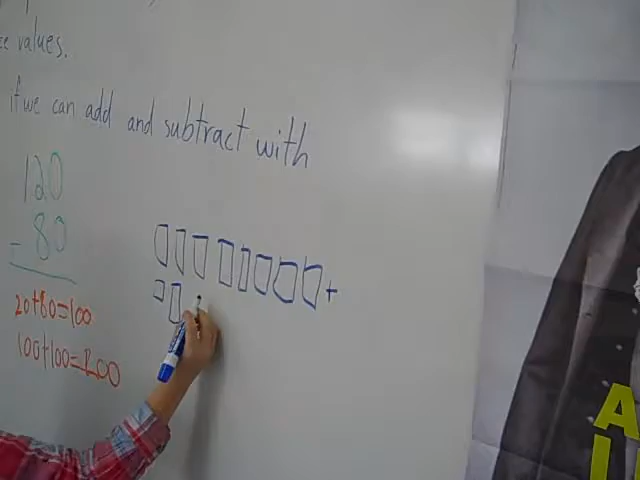 values.
if we can add and subtract with
120
- 80
20+80=100
100+100=200
+